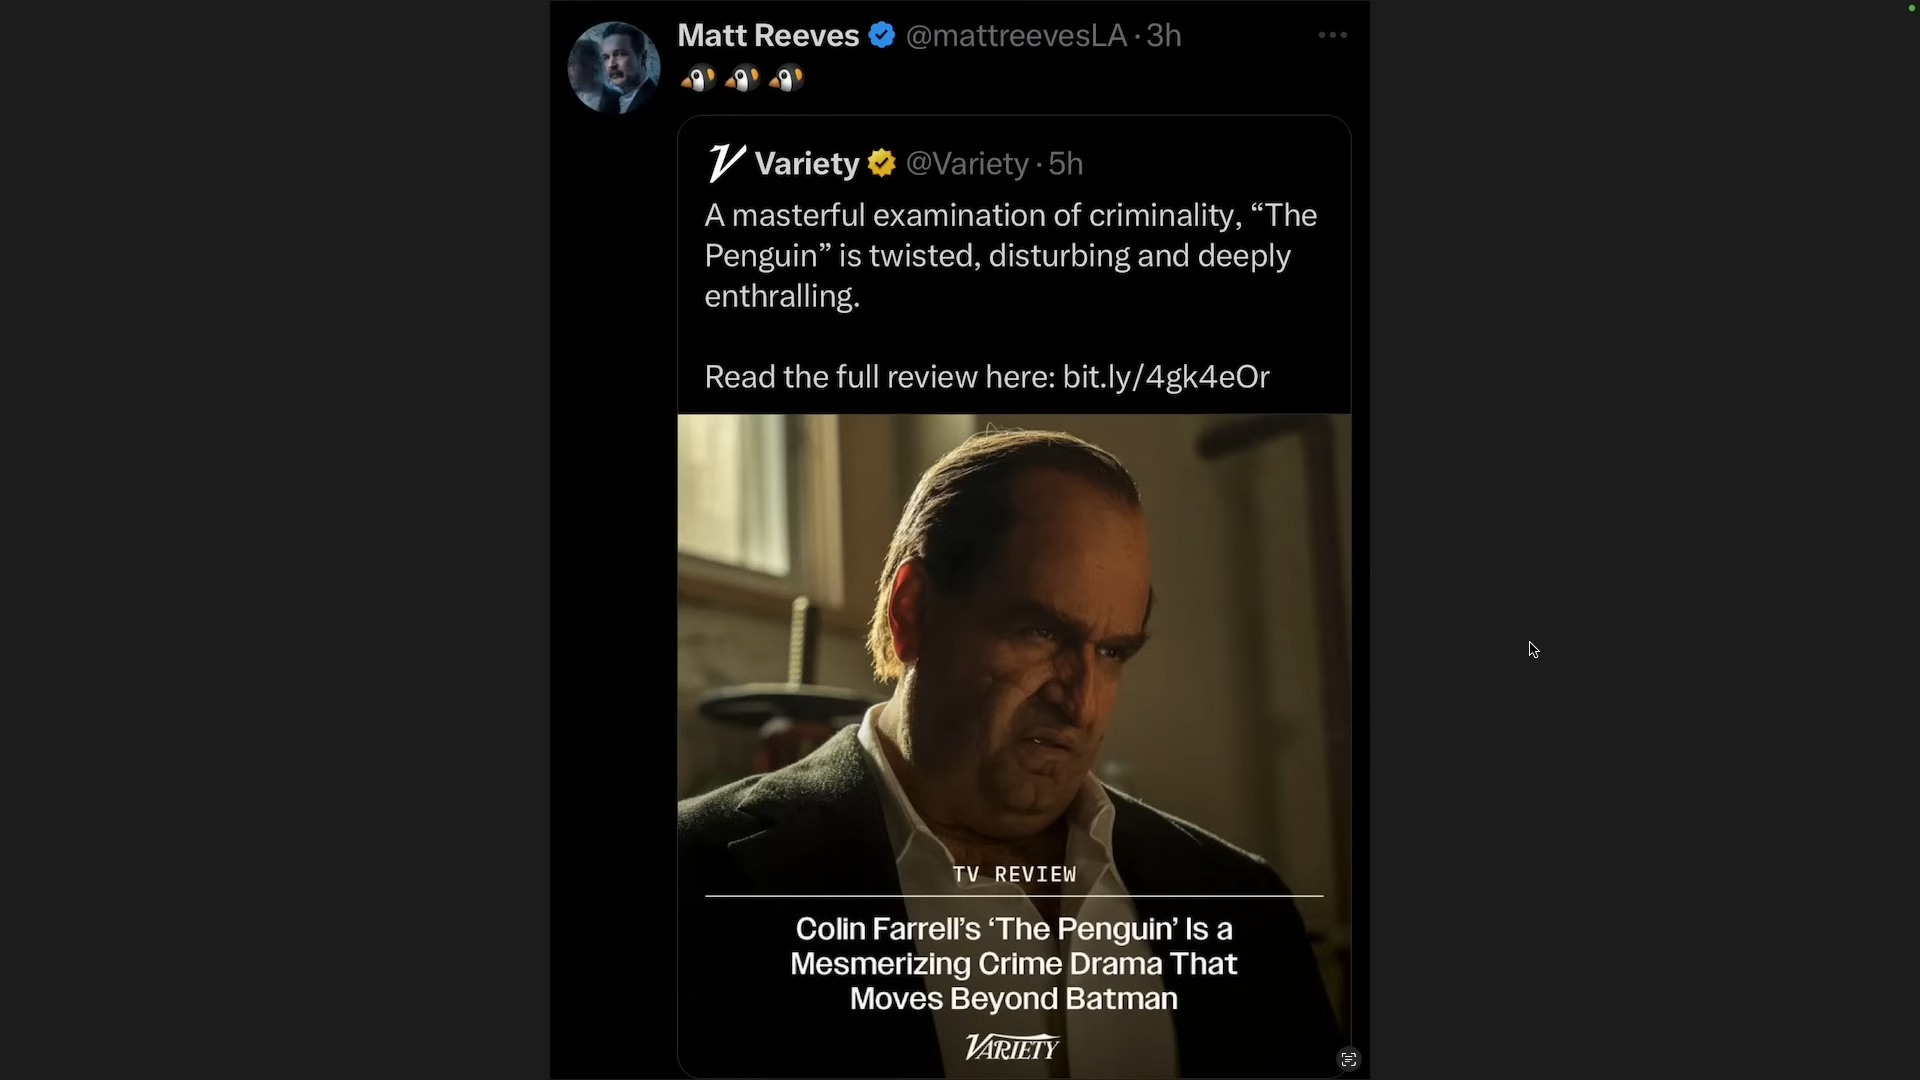 Matt Reeves @mattreevesLA · 3h
🐧🐧🐧
Variety @Variety · 5h
A masterful examination of criminality, “The
Penguin” is twisted, disturbing and deeply
enthralling.
Read the full review here: bit.ly/4gk4eOr
TV REVIEW
Colin Farrell’s ‘The Penguin’ Is a
Mesmerizing Crime Drama That
Moves Beyond Batman
VARIETY